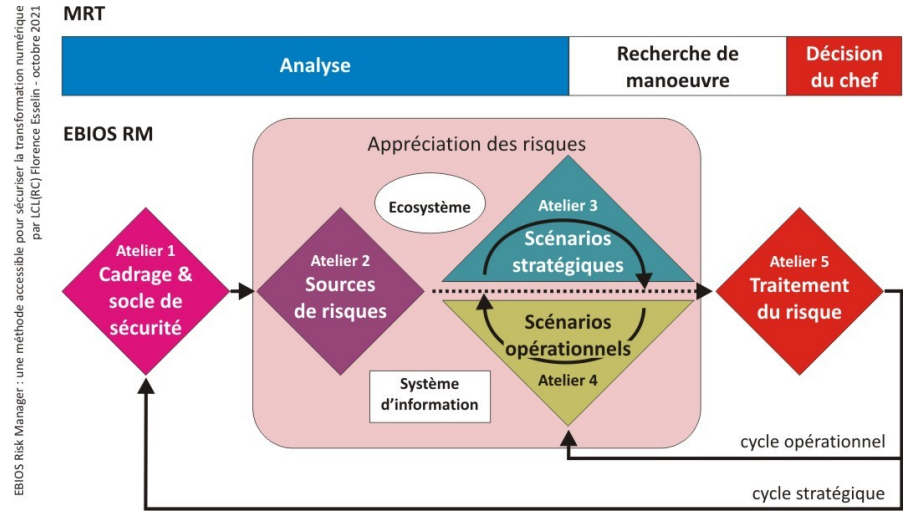 EBIOS Risk Manager : une méthode accessible pour sécuriser la transformation numérique
par LCL(RC) Florence Esselin - octobre 2021
MRT
Analyse
Recherche de
manoeuvre
Décision
du chef
EBIOS RM
Appréciation des risques
Ecosystème
Atelier 1
Cadrage &
socle de
sécurité
Atelier 2
Sources
de risques
Atelier 3
Scénarios
stratégiques
Scénarios
opérationnels
Atelier 4
Atelier 5
Traitement
du risque
Système
d'information
cycle opérationnel
cycle stratégique